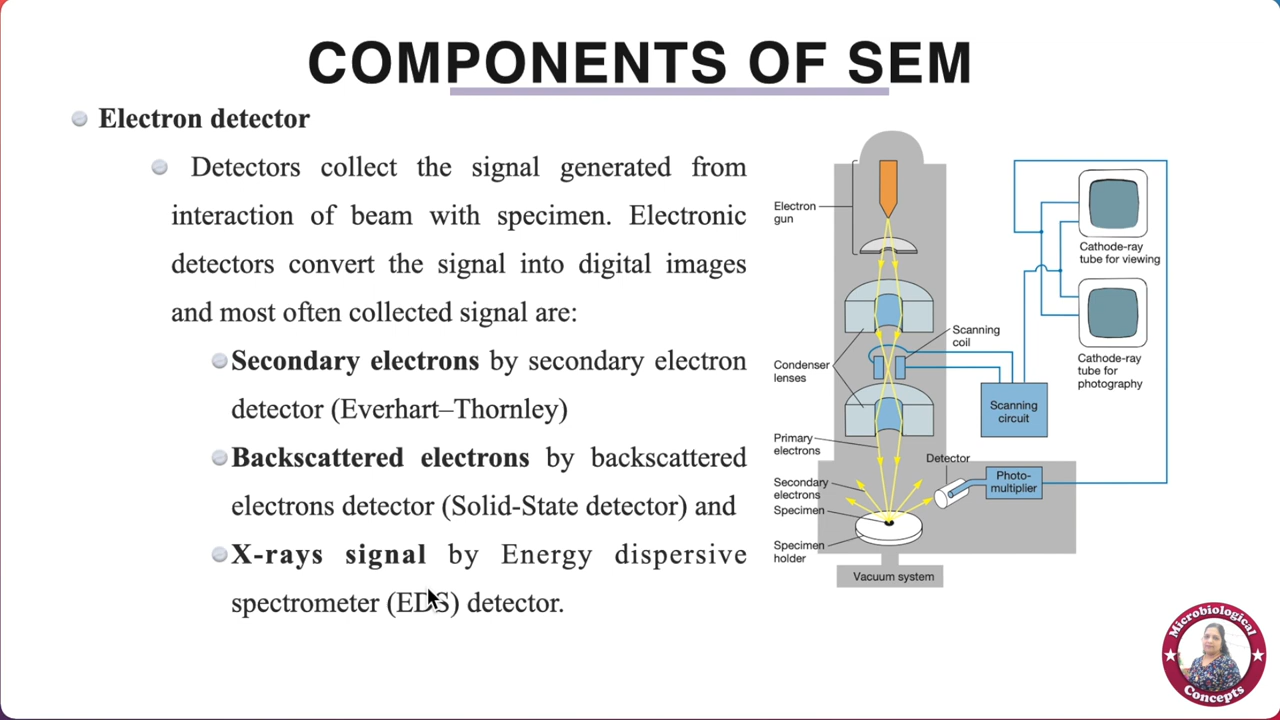 COMPONENTS OF SEM
Electron detector
Detectors collect the signal generated from
interaction of beam with specimen. Electronic
detectors convert the signal into digital images
and most often collected signal are:
Secondary electrons by secondary electron
detector (Everhart–Thornley)
Backscattered electrons by backscattered
electrons detector (Solid-State detector) and
X-rays signal by Energy dispersive
spectrometer (EDS) detector.
Electron
gun
Cathode-ray
tube for viewing
Scanning
coil
Condenser
lenses
Cathode-ray
tube for
photography
Scanning
circuit
Primary
electrons
Detector
Photo-
multiplier
Secondary
electrons
Specimen
Specimen
holder
Vacuum system
Microbiological
Concepts